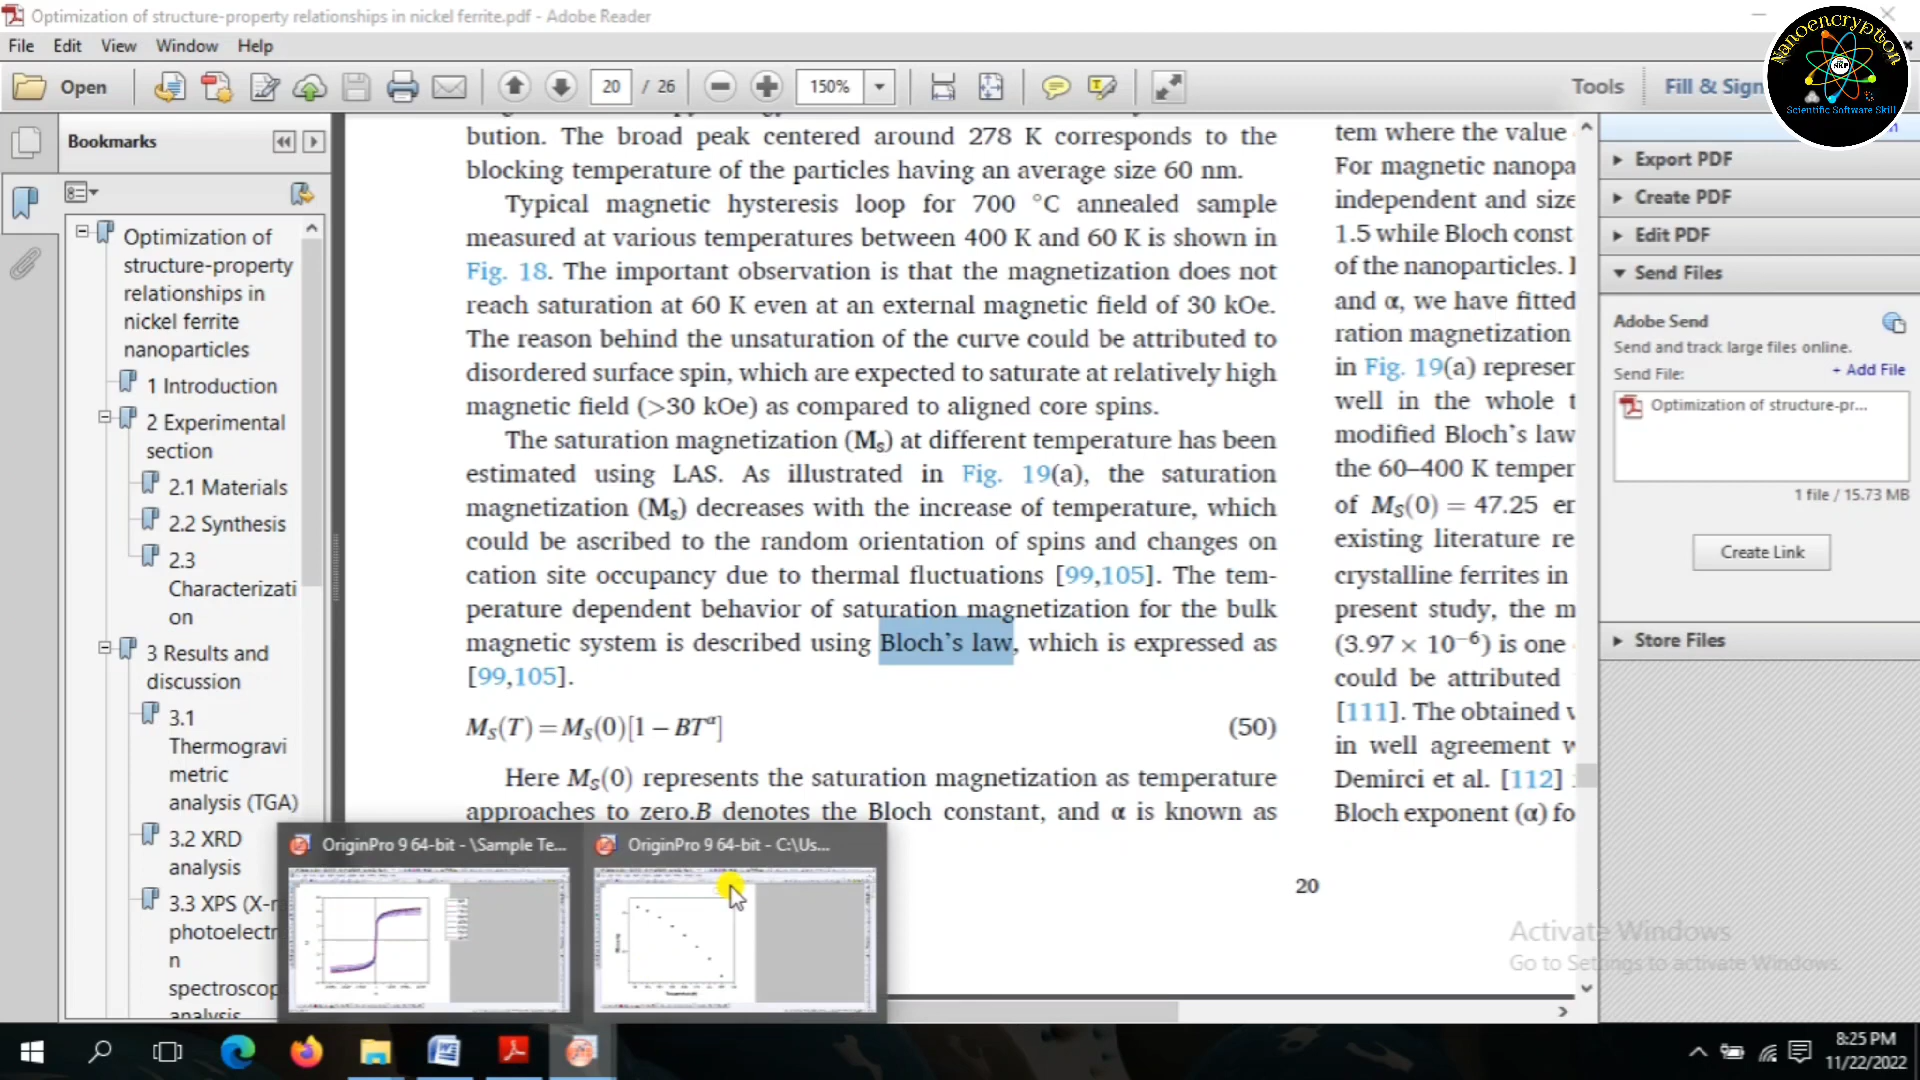 Optimization of structure-property relationships in nickel ferrite.pdf - Adobe Reader
File Edit View Window Help
Open
20 / 26
150%
Tools
Fill & Sign
Nanoencryption
NKP
Scientific Software Skill
Bookmarks
Optimization of
structure-property
relationships in
nickel ferrite
nanoparticles
1 Introduction
2 Experimental
section
2.1 Materials
2.2 Synthesis
2.3
Characterizati
on
3 Results and
discussion
3.1
Thermogravi
metric
analysis (TGA)
3.2 XRD
analysis
3.3 XPS (X-r
photoelectr
n
spectroscop
analysis
bution. The broad peak centered around 278 K corresponds to the
blocking temperature of the particles having an average size 60 nm.
Typical magnetic hysteresis loop for 700 °C annealed sample
measured at various temperatures between 400 K and 60 K is shown in
Fig. 18. The important observation is that the magnetization does not
reach saturation at 60 K even at an external magnetic field of 30 kOe.
The reason behind the unsaturation of the curve could be attributed to
disordered surface spin, which are expected to saturate at relatively high
magnetic field (>30 kOe) as compared to aligned core spins.
The saturation magnetization (Ms) at different temperature has been
estimated using LAS. As illustrated in Fig. 19(a), the saturation
magnetization (Ms) decreases with the increase of temperature, which
could be ascribed to the random orientation of spins and changes on
cation site occupancy due to thermal fluctuations [99,105]. The tem-
perature dependent behavior of saturation magnetization for the bulk
magnetic system is described using Bloch's law, which is expressed as
[99,105].
Ms(T) = Ms(0)[1 − BTα] (50)
Here Ms(0) represents the saturation magnetization as temperature
approaches to zero.B denotes the Bloch constant, and α is known as
20
tem where the value
For magnetic nanopa
independent and size
1.5 while Bloch const
of the nanoparticles. I
and α, we have fitted
ration magnetization
in Fig. 19(a) represer
well in the whole t
modified Bloch's law
the 60–400 K temper
of Ms(0) = 47.25 er
existing literature re
crystalline ferrites in
present study, the m
(3.97 × 10−6) is one
could be attributed
[111]. The obtained v
in well agreement w
Demirci et al. [112]
Bloch exponent (α) fo
Export PDF
Create PDF
Edit PDF
Send Files
Adobe Send
Send and track large files online.
Send File:
+ Add File
Optimization of structure-pr...
1 file / 15.73 MB
Create Link
Store Files
OriginPro 9 64-bit - \Sample Te...
OriginPro 9 64-bit - C:\Us...
Activate Windows
Go to Settings to activate Windows.
8:25 PM
11/22/2022